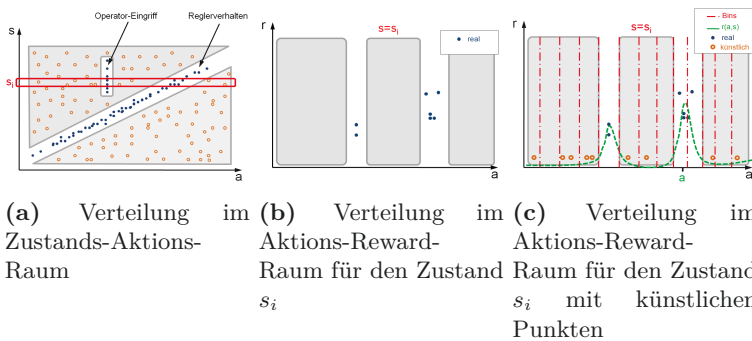 s
Operator-Eingriff
Reglerverhalten
s_i
a
r
s=s_i
real
a
r
s=s_i
Bins
r(a,s)
real
künstlich
a
a
(a) Verteilung im
Zustands-Aktions-
Raum
(b) Verteilung im
Aktions-Reward-
Raum für den Zustand
s_i
(c) Verteilung im
Aktions-Reward-
Raum für den Zustand
s_i mit künstlichen
Punkten